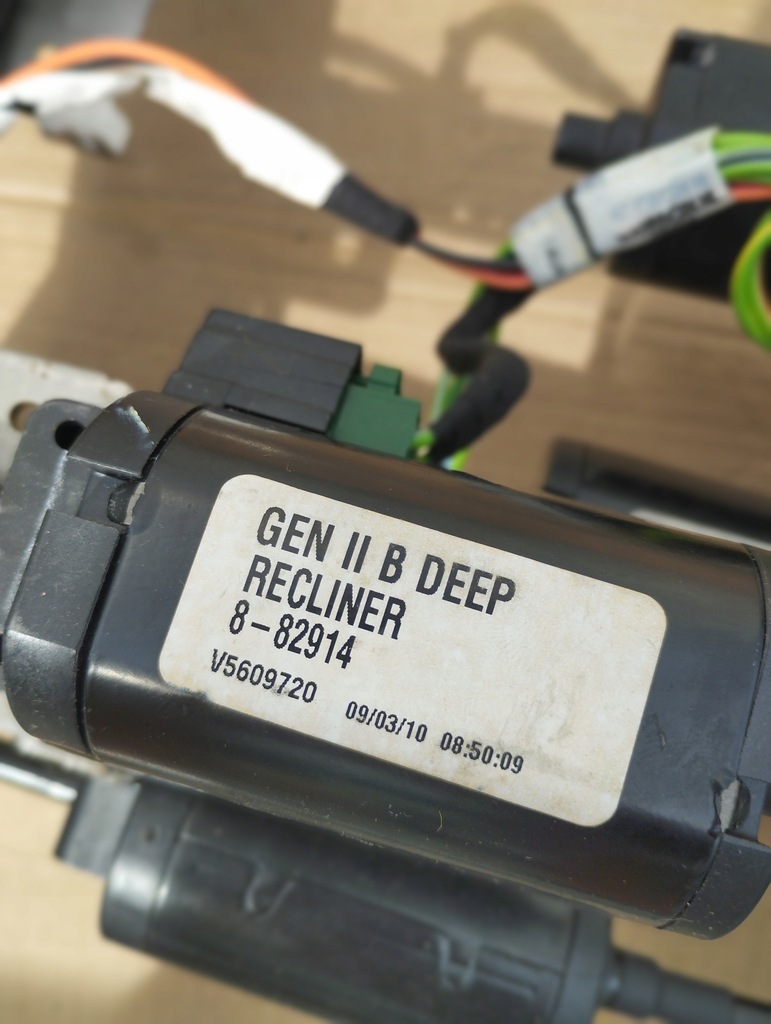 GEN II B DEEP
RECLINER
8-82914
V5609720 09/03/10 08:50:09